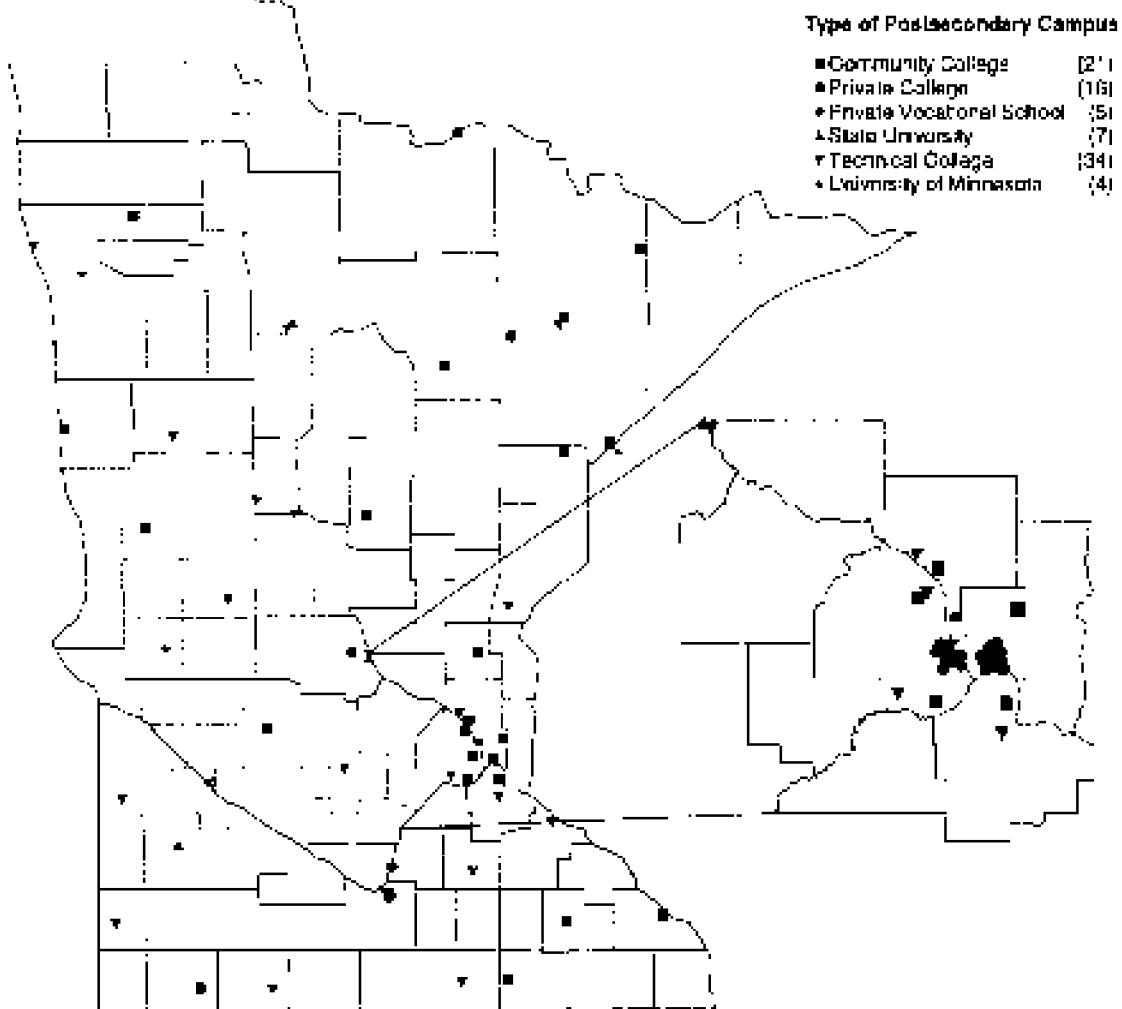 Type of Postsecondary Campus
Community College (21)
Private College (16)
Private Vocational School (5)
State University (7)
Technical College (34)
University of Minnesota (4)